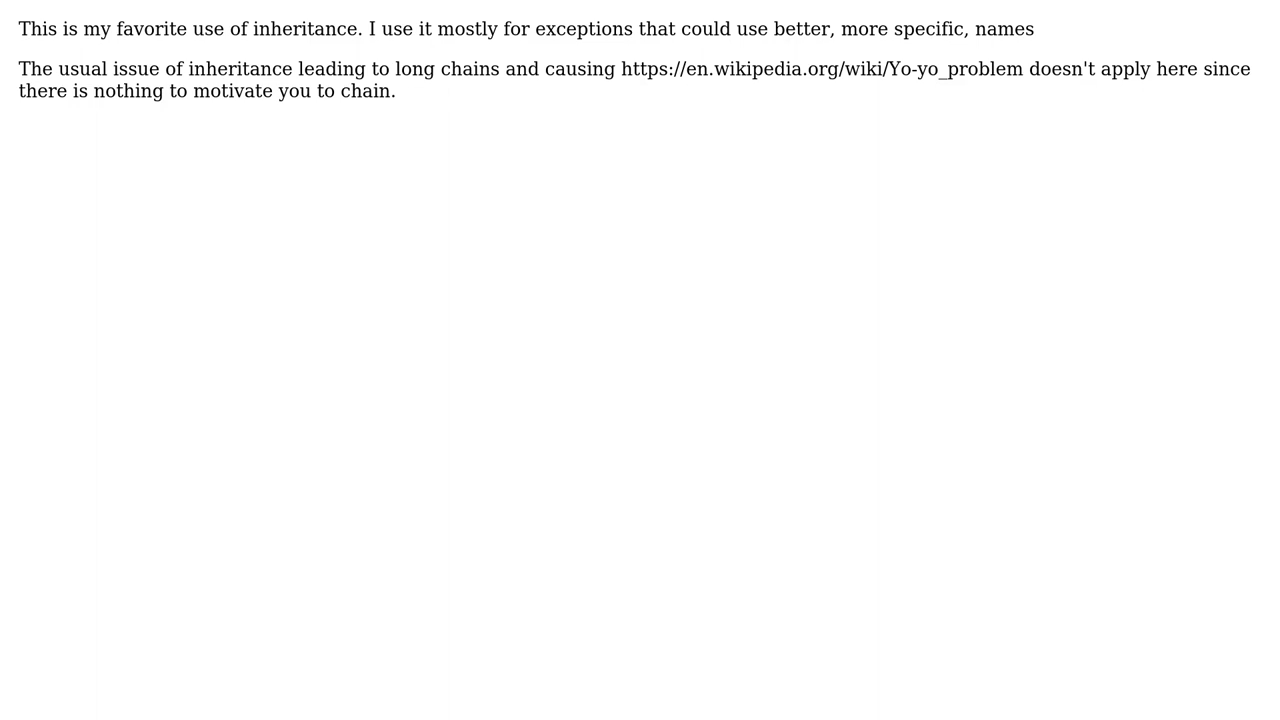 This is my favorite use of inheritance. I use it mostly for exceptions that could use better, more specific, names
The usual issue of inheritance leading to long chains and causing https://en.wikipedia.org/wiki/Yo-yo_problem doesn't apply here since
there is nothing to motivate you to chain.